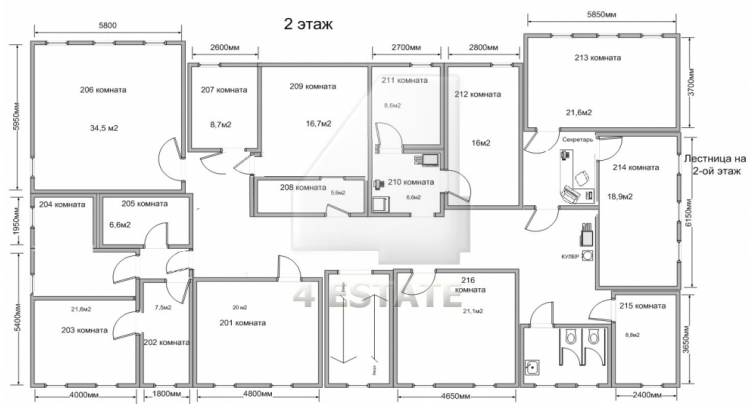 2 этаж
5800
2600мм
2700мм
2800мм
5850мм
206 комната
34,5 м2
207 комната
8,7м2
209 комната
16,7м2
211 комната
8,6м2
212 комната
16м2
213 комната
21,6м2
3700мм
5950мм
Секретарь
214 комната
18,9м2
Лестница на
2-ой этаж
208 комната
5,6м2
210 комната
6,6м2
204 комната
205 комната
6,6м2
1950мм
6150мм
КУЛЕР
4 ESTATE
216
комната
21,1м2
21,6м2
203 комната
7,5м2
202 комната
20 м2
201 комната
215 комната
8,8м2
5400мм
3650мм
4000мм
1800мм
4800мм
4650мм
2400мм